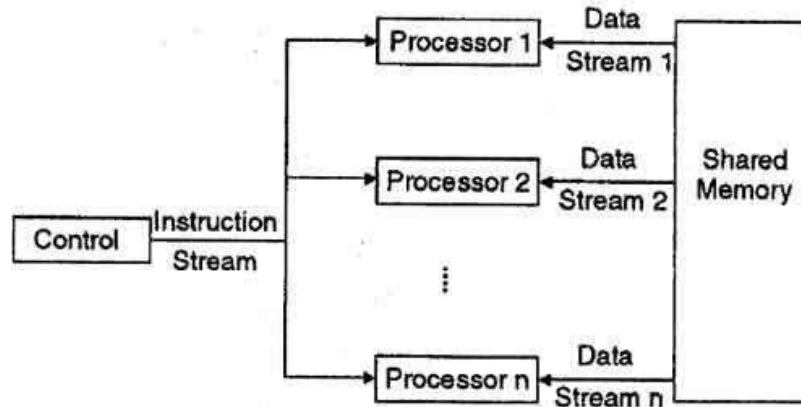 Processor 1
Data
Stream 1
Processor 2
Data
Stream 2
Shared
Memory
Control
Instruction
Stream
Processor n
Data
Stream n